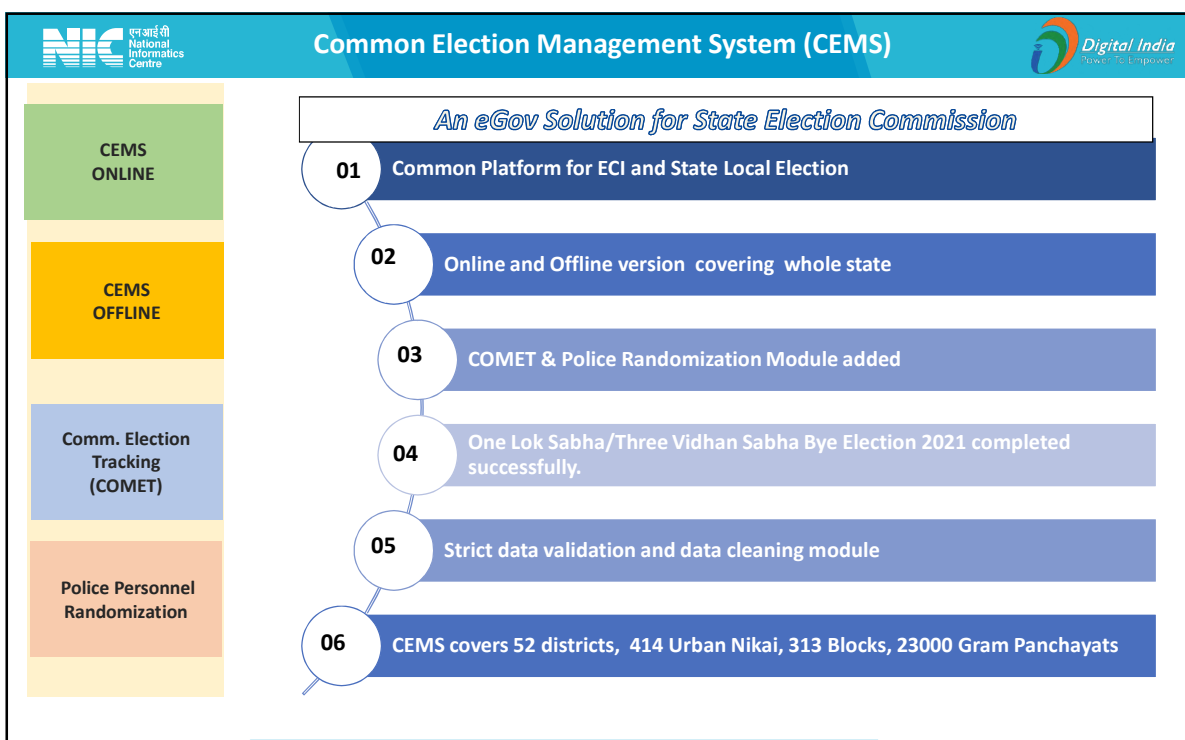 NIC
एन आई सी
National
Informatics
Centre
Common Election Management System (CEMS)
Digital India
Power To Empower
CEMS
ONLINE
CEMS
OFFLINE
Comm. Election
Tracking
(COMET)
Police Personnel
Randomization
An eGov Solution for State Election Commission
01
Common Platform for ECI and State Local Election
02
Online and Offline version covering whole state
03
COMET & Police Randomization Module added
04
One Lok Sabha/Three Vidhan Sabha Bye Election 2021 completed
successfully.
05
Strict data validation and data cleaning module
06
CEMS covers 52 districts, 414 Urban Nikai, 313 Blocks, 23000 Gram Panchayats